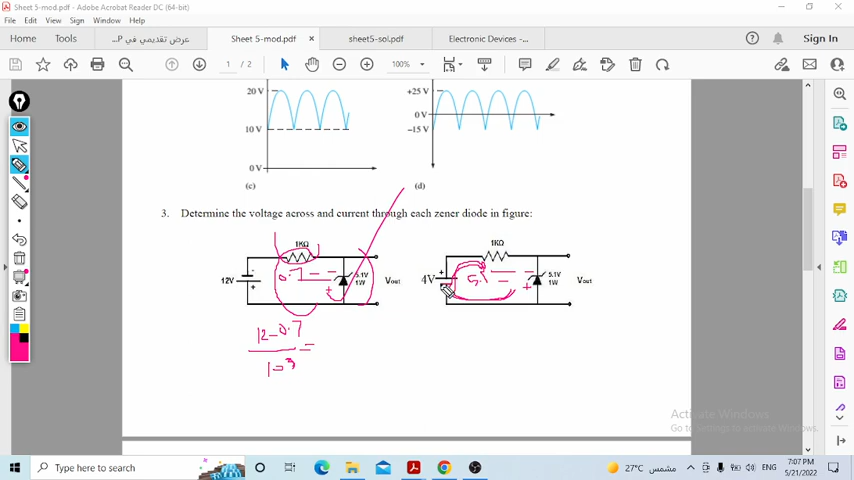 Sheet 5-mod.pdf - Adobe Acrobat Reader DC (64-bit)
File Edit View Sign Window Help
Home Tools
عرض تقديمي في P...
Sheet 5-mod.pdf ×
sheet5-sol.pdf
Electronic Devices -...
Sign In
1 / 2
100%
20 V
10 V
0 V
(c)
+25 V
0 V
-15 V
(d)
3. Determine the voltage across and current through each zener diode in figure:
1KΩ
12V
-
+
0.7
-
+
5.1V
1W
Vout
12-0.7
10³
=
1KΩ
4V
+
5.1
-
+
5.1V
1W
Vout
Activate Windows
Go to Settings to activate Windows.
Type here to search
27°C
مشمس
ENG
7:07 PM
5/21/2022